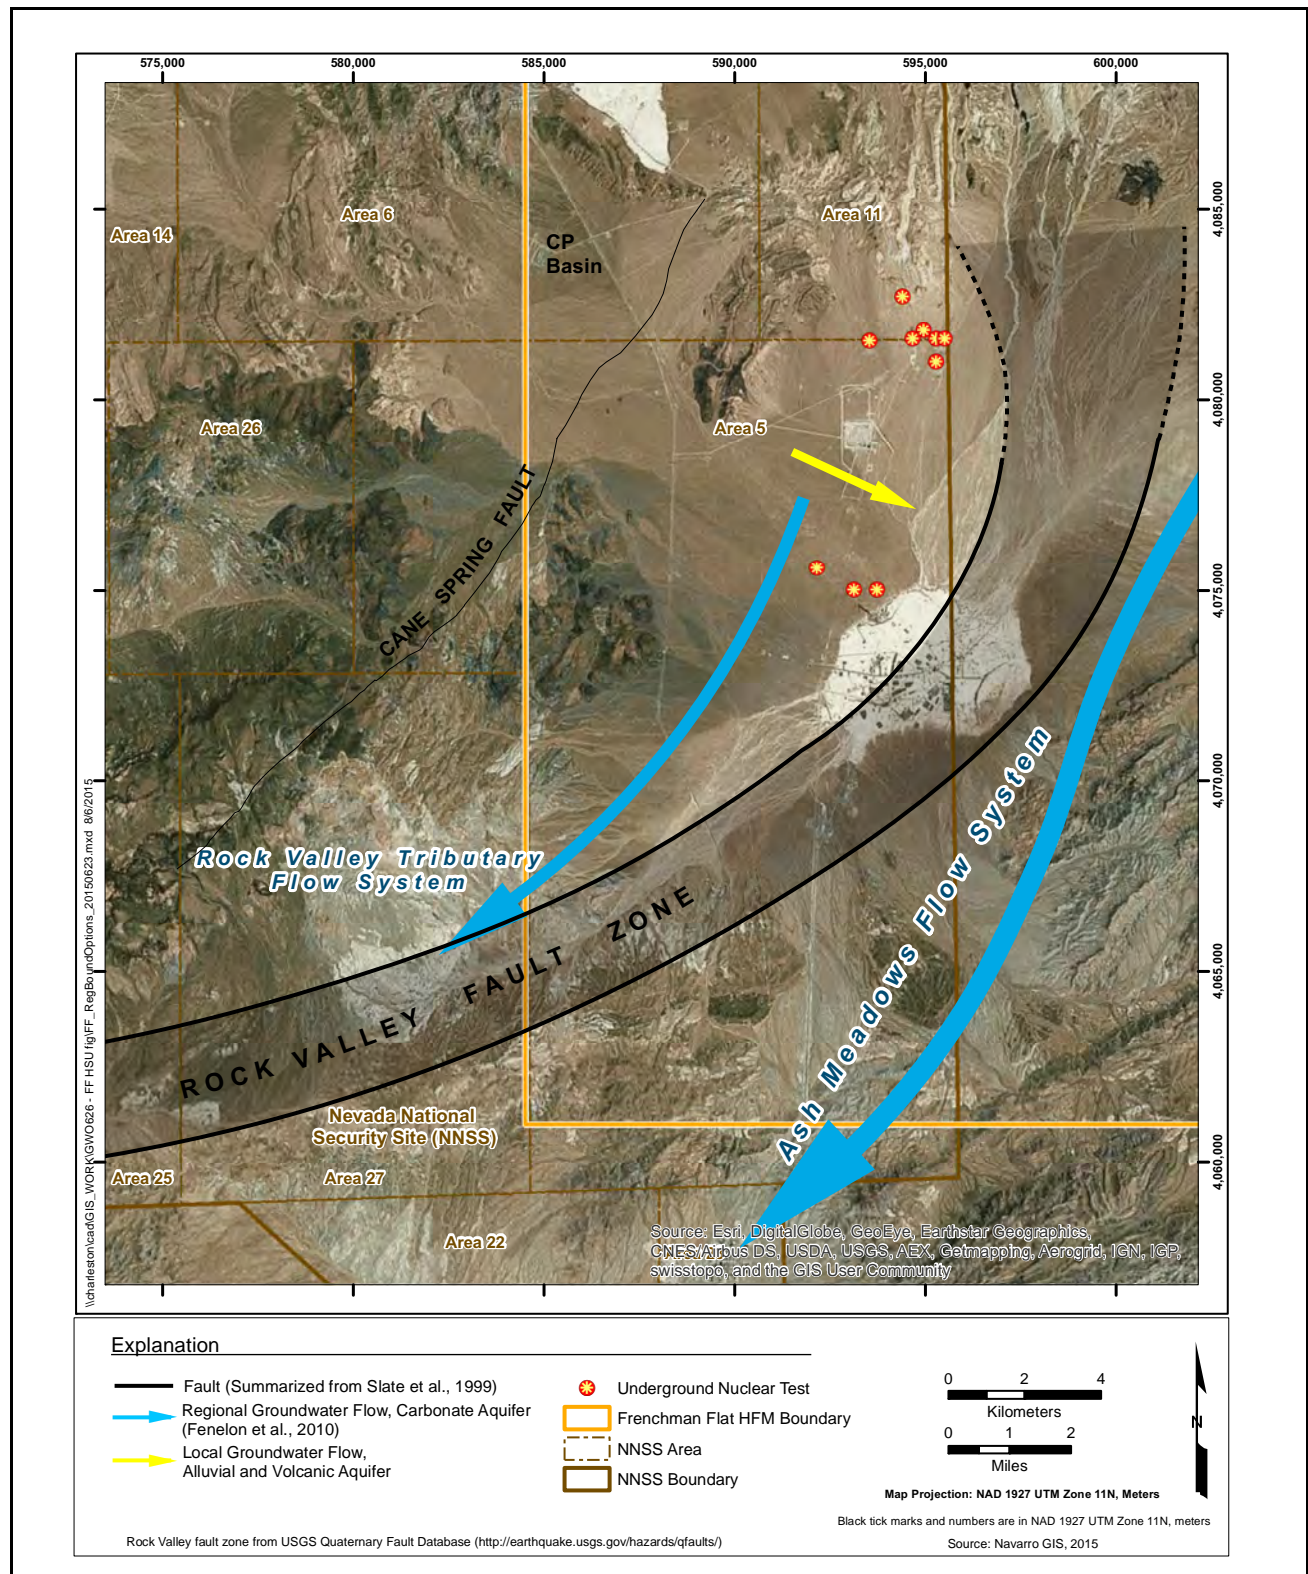 575,000
580,000
585,000
590,000
595,000
600,000
4,085,000
4,080,000
4,075,000
4,070,000
4,065,000
4,060,000
Area 6
Area 11
Area 14
CP
Basin
Area 26
Area 5
CANE SPRING FAULT
Rock Valley Tributary
Flow System
ROCK VALLEY FAULT ZONE
Ash Meadows Flow System
Nevada National
Security Site (NNSS)
Area 25
Area 27
Area 22
Source: Esri, DigitalGlobe, GeoEye, Earthstar Geographics,
CNES/Airbus DS, USDA, USGS, AEX, Getmapping, Aerogrid, IGN, IGP,
swisstopo, and the GIS User Community
\\charleston\cad\GIS_WORK\GWO626 - FF HSU fig\FF_RegBoundOptions_20150623.mxd 8/6/2015
Explanation
Fault (Summarized from Slate et al., 1999)
Regional Groundwater Flow, Carbonate Aquifer
(Fenelon et al., 2010)
Local Groundwater Flow,
Alluvial and Volcanic Aquifer
Underground Nuclear Test
Frenchman Flat HFM Boundary
NNSS Area
NNSS Boundary
0 2 4
Kilometers
0 1 2
Miles
N
Map Projection: NAD 1927 UTM Zone 11N, Meters
Black tick marks and numbers are in NAD 1927 UTM Zone 11N, meters
Rock Valley fault zone from USGS Quaternary Fault Database (http://earthquake.usgs.gov/hazards/qfaults/)
Source: Navarro GIS, 2015